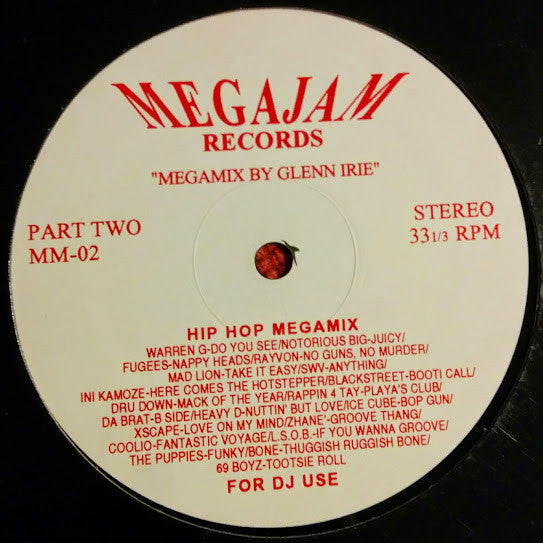 MEGAJAM
RECORDS
"MEGAMIX BY GLENN IRIE"
PART TWO
MM-02
STEREO
33 1/3 RPM
HIP HOP MEGAMIX
WARREN G-DO YOU SEE/NOTORIOUS BIG-JUICY/
FUGEES-NAPPY HEADS/RAYVON-NO GUNS, NO MURDER/
MAD LION-TAKE IT EASY/SWV-ANYTHING/
INI KAMOZE-HERE COMES THE HOTSTEPPER/BLACKSTREET-BOOTI CALL/
DRU DOWN-MACK OF THE YEAR/RAPPIN 4 TAY-PLAYA'S CLUB/
DA BRAT-B SIDE/HEAVY D-NUTTIN' BUT LOVE/ICE CUBE-BOP GUN/
XSCAPE-LOVE ON MY MIND/ZHANE'-GROOVE THANG/
COOLIO-FANTASTIC VOYAGE/L.S.O.B.-IF YOU WANNA GROOVE/
THE PUPPIES-FUNKY/BONE-THUGGISH RUGGISH BONE/
69 BOYZ-TOOTSIE ROLL
FOR DJ USE